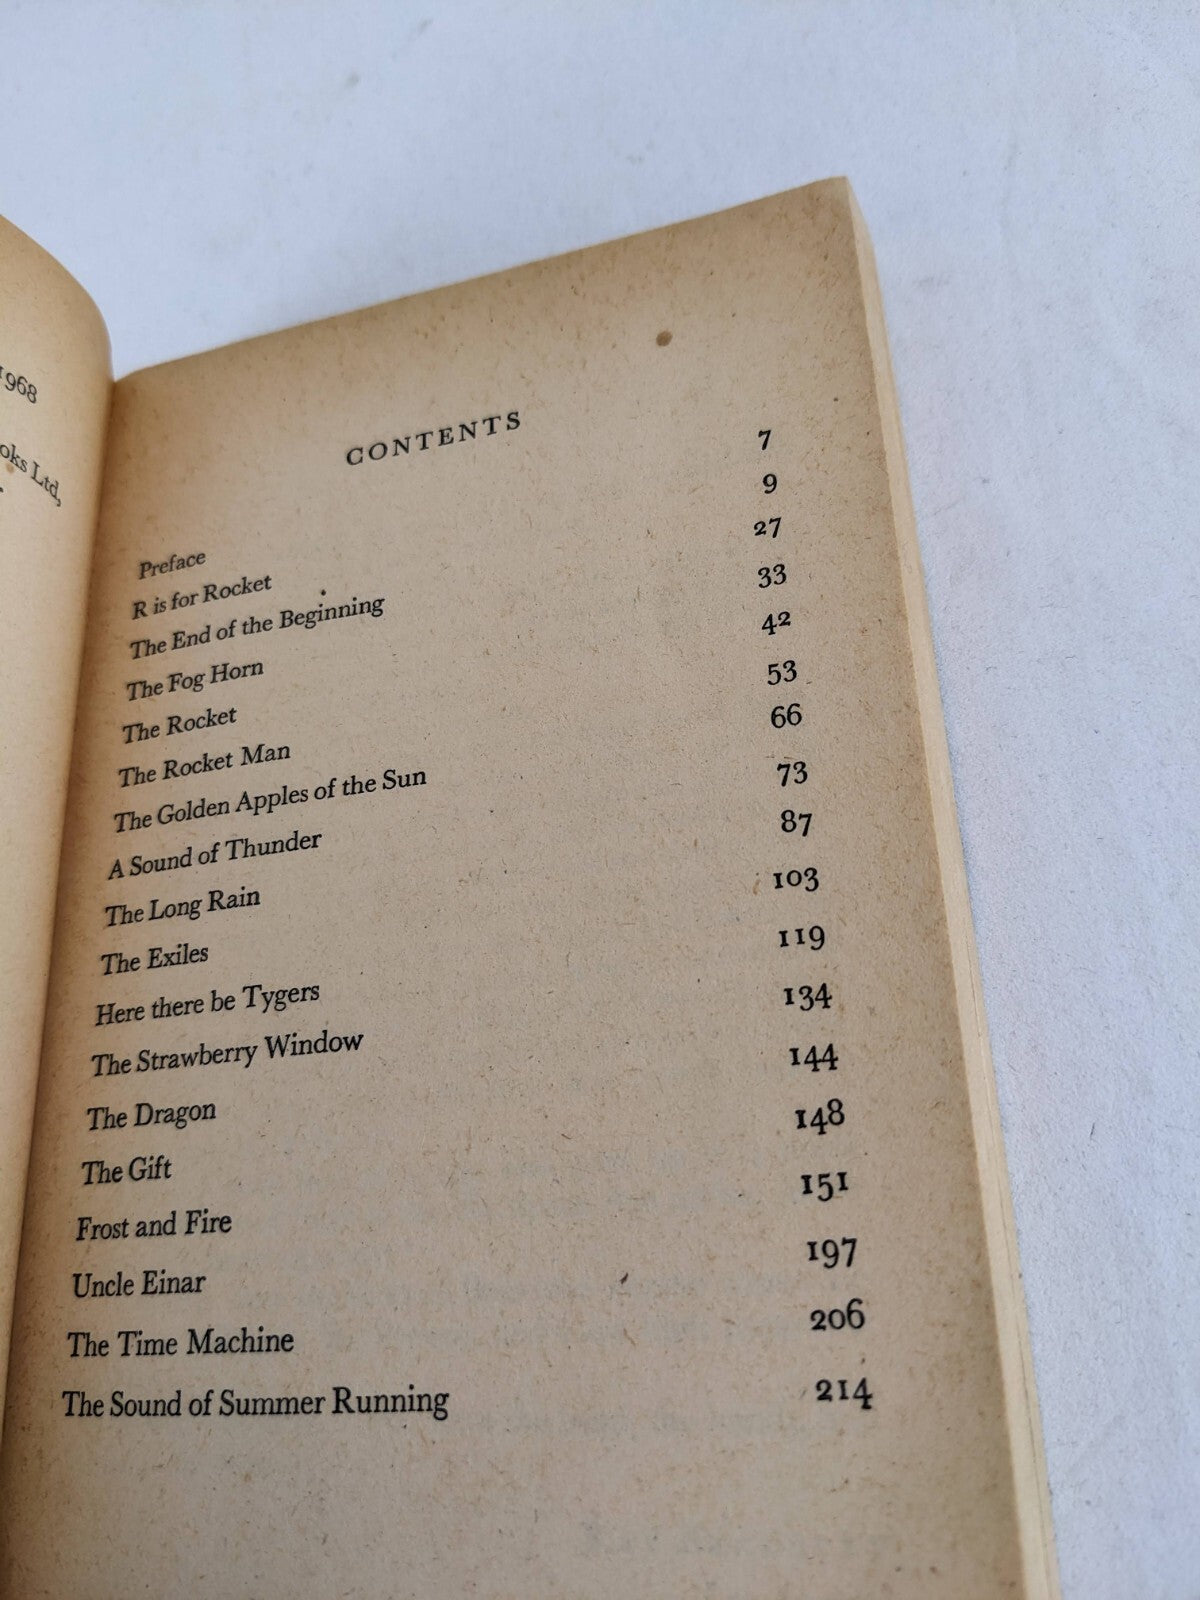 1968
oks Ltd,
CONTENTS
Preface 7
R is for Rocket 9
The End of the Beginning 27
The Fog Horn 33
The Rocket 42
The Rocket Man 53
The Golden Apples of the Sun 66
A Sound of Thunder 73
The Long Rain 87
The Exiles 103
Here there be Tygers 119
The Strawberry Window 134
The Dragon 144
The Gift 148
Frost and Fire 151
Uncle Einar 197
The Time Machine 206
The Sound of Summer Running 214